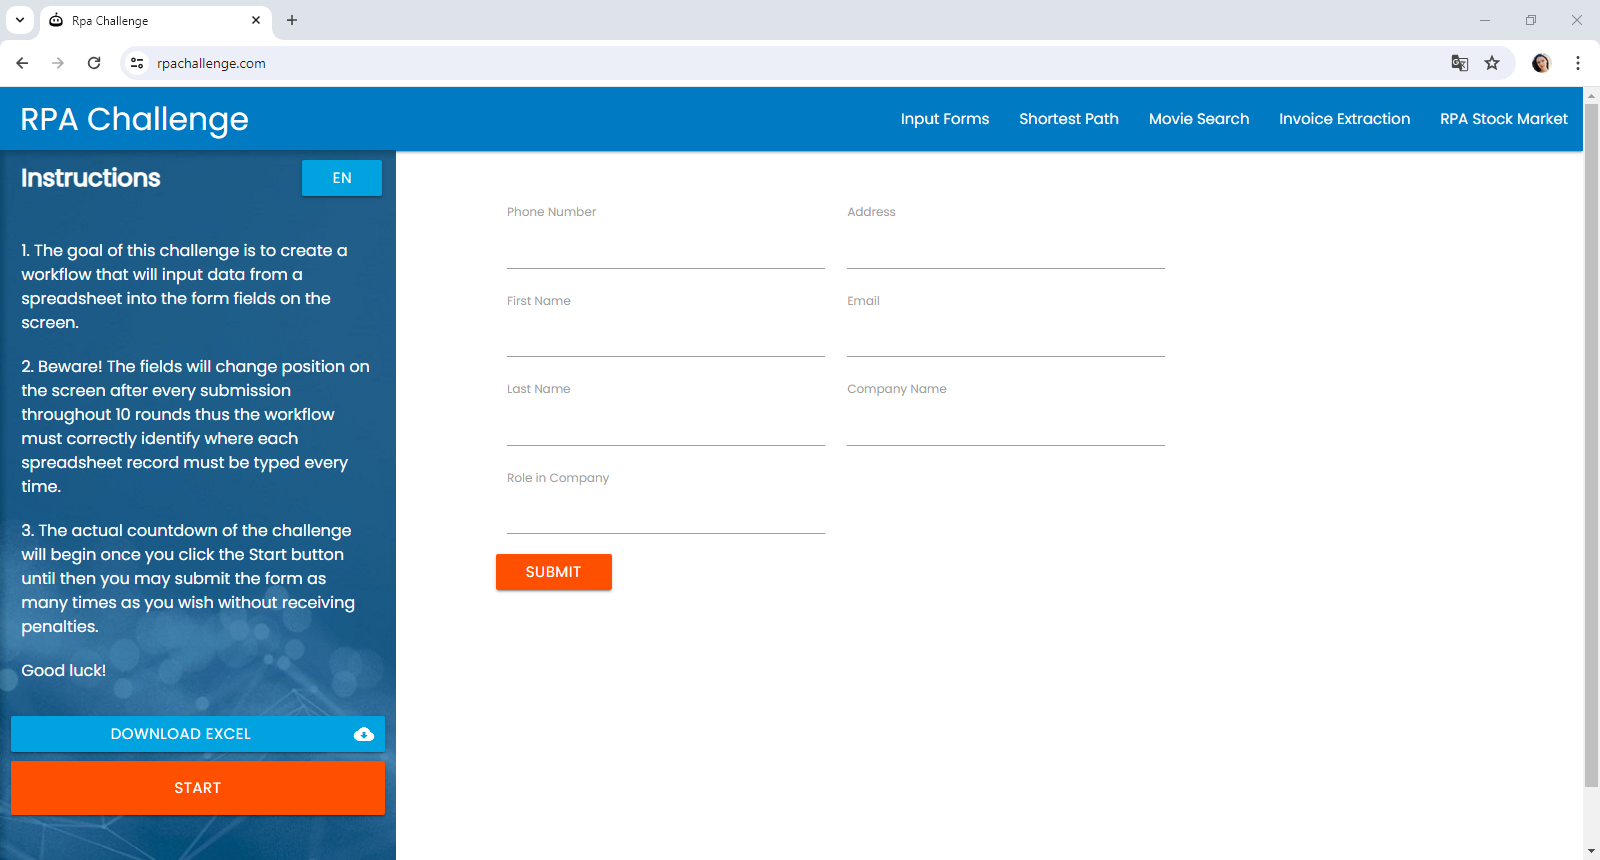 Rpa Challenge
rpachallenge.com
RPA Challenge
Input Forms
Shortest Path
Movie Search
Invoice Extraction
RPA Stock Market
Instructions
EN
1. The goal of this challenge is to create a
workflow that will input data from a
spreadsheet into the form fields on the
screen.
2. Beware! The fields will change position on
the screen after every submission
throughout 10 rounds thus the workflow
must correctly identify where each
spreadsheet record must be typed every
time.
3. The actual countdown of the challenge
will begin once you click the Start button
until then you may submit the form as
many times as you wish without receiving
penalties.
Good luck!
DOWNLOAD EXCEL
START
Phone Number
Address
First Name
Email
Last Name
Company Name
Role in Company
SUBMIT